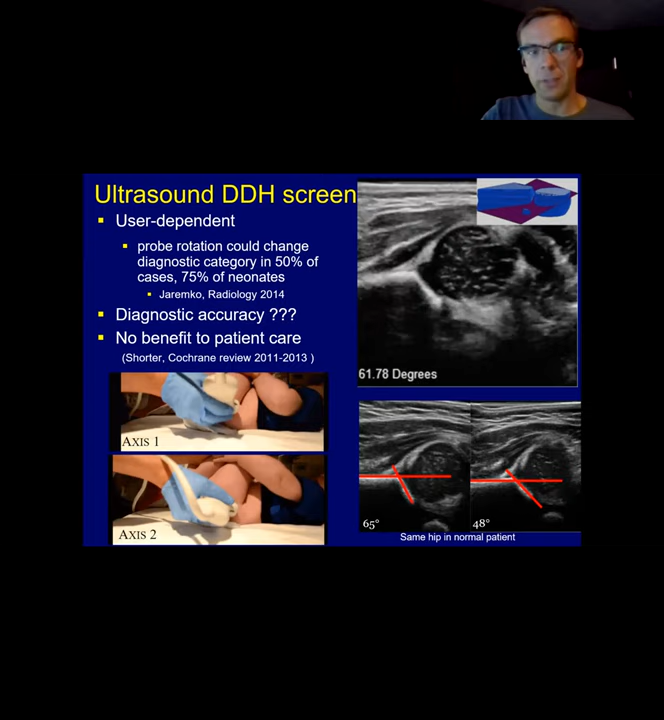 Ultrasound DDH screen
User-dependent
probe rotation could change
diagnostic category in 50% of
cases, 75% of neonates
Jaremko, Radiology 2014
Diagnostic accuracy ???
No benefit to patient care
(Shorter, Cochrane review 2011-2013 )
AXIS 1
AXIS 2
61.78 Degrees
65°
48°
Same hip in normal patient